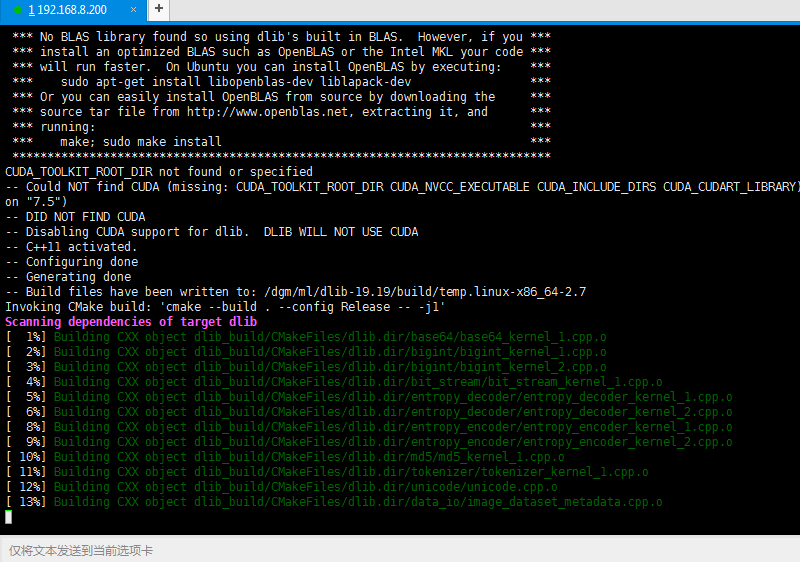 1 192.168.8.200 × +
*** No BLAS library found so using dlib's built in BLAS.  However, if you ***
*** install an optimized BLAS such as OpenBLAS or the Intel MKL your code ***
*** will run faster.  On Ubuntu you can install OpenBLAS by executing:    ***
***    sudo apt-get install libopenblas-dev liblapack-dev                 ***
*** Or you can easily install OpenBLAS from source by downloading the     ***
*** source tar file from http://www.openblas.net, extracting it, and      ***
*** running:                                                              ***
***    make; sudo make install                                            ***
*****************************************************************************
CUDA_TOOLKIT_ROOT_DIR not found or specified
-- Could NOT find CUDA (missing: CUDA_TOOLKIT_ROOT_DIR CUDA_NVCC_EXECUTABLE CUDA_INCLUDE_DIRS CUDA_CUDART_LIBRARY)
on "7.5")
-- DID NOT FIND CUDA
-- Disabling CUDA support for dlib.  DLIB WILL NOT USE CUDA
-- C++11 activated.
-- Configuring done
-- Generating done
-- Build files have been written to: /dgm/ml/dlib-19.19/build/temp.linux-x86_64-2.7
Invoking CMake build: 'cmake --build . --config Release -- -j1'
Scanning dependencies of target dlib
[  1%] Building CXX object dlib_build/CMakeFiles/dlib.dir/base64/base64_kernel_1.cpp.o
[  2%] Building CXX object dlib_build/CMakeFiles/dlib.dir/bigint/bigint_kernel_1.cpp.o
[  3%] Building CXX object dlib_build/CMakeFiles/dlib.dir/bigint/bigint_kernel_2.cpp.o
[  4%] Building CXX object dlib_build/CMakeFiles/dlib.dir/bit_stream/bit_stream_kernel_1.cpp.o
[  5%] Building CXX object dlib_build/CMakeFiles/dlib.dir/entropy_decoder/entropy_decoder_kernel_1.cpp.o
[  6%] Building CXX object dlib_build/CMakeFiles/dlib.dir/entropy_decoder/entropy_decoder_kernel_2.cpp.o
[  8%] Building CXX object dlib_build/CMakeFiles/dlib.dir/entropy_encoder/entropy_encoder_kernel_1.cpp.o
[  9%] Building CXX object dlib_build/CMakeFiles/dlib.dir/entropy_encoder/entropy_encoder_kernel_2.cpp.o
[ 10%] Building CXX object dlib_build/CMakeFiles/dlib.dir/md5/md5_kernel_1.cpp.o
[ 11%] Building CXX object dlib_build/CMakeFiles/dlib.dir/tokenizer/tokenizer_kernel_1.cpp.o
[ 12%] Building CXX object dlib_build/CMakeFiles/dlib.dir/unicode/unicode.cpp.o
[ 13%] Building CXX object dlib_build/CMakeFiles/dlib.dir/data_io/image_dataset_metadata.cpp.o
仅将文本发送到当前选项卡